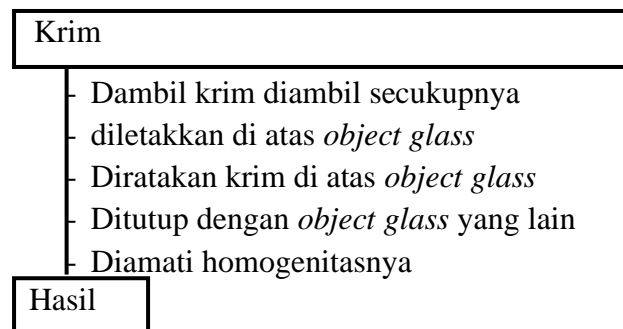 Krim
- Dambil krim diambil secukupnya
- diletakkan di atas object glass
- Diratakan krim di atas object glass
- Ditutup dengan object glass yang lain
- Diamati homogenitasnya
Hasil